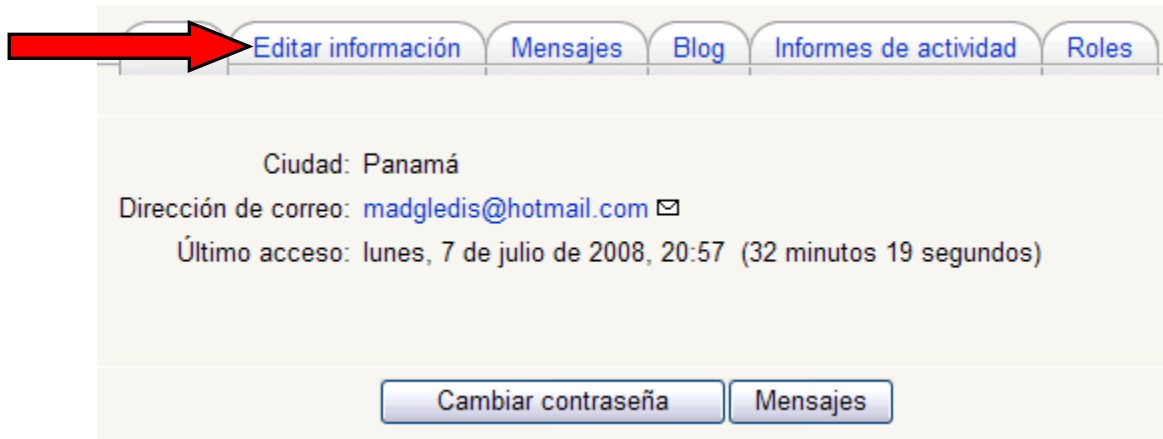 Editar información Mensajes Blog Informes de actividad Roles
Ciudad: Panamá
Dirección de correo: madgledis@hotmail.com
Último acceso: lunes, 7 de julio de 2008, 20:57 (32 minutos 19 segundos)
Cambiar contraseña Mensajes